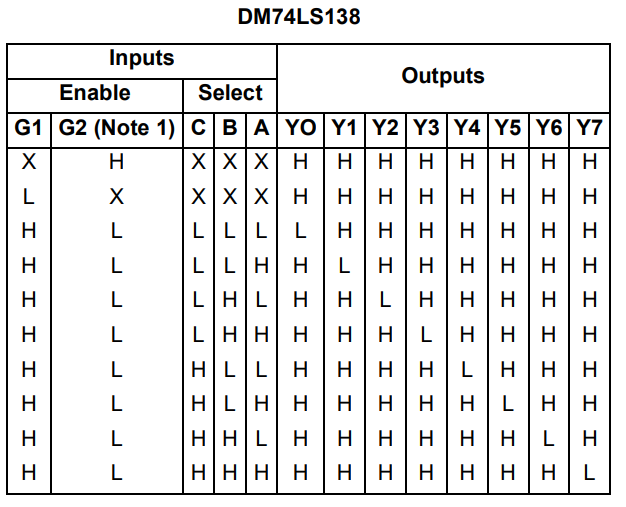 DM74LS138
Inputs Outputs
Enable Select
G1 G2 (Note 1) C B A YO Y1 Y2 Y3 Y4 Y5 Y6 Y7
X H X X X H H H H H H H H
L X X X X H H H H H H H H
H L L L L L H H H H H H H
H L L L H H L H H H H H H
H L L H L H H L H H H H H
H L L H H H H H L H H H H
H L H L L H H H H L H H H
H L H L H H H H H H L H H
H L H H L H H H H H H L H
H L H H H H H H H H H H L